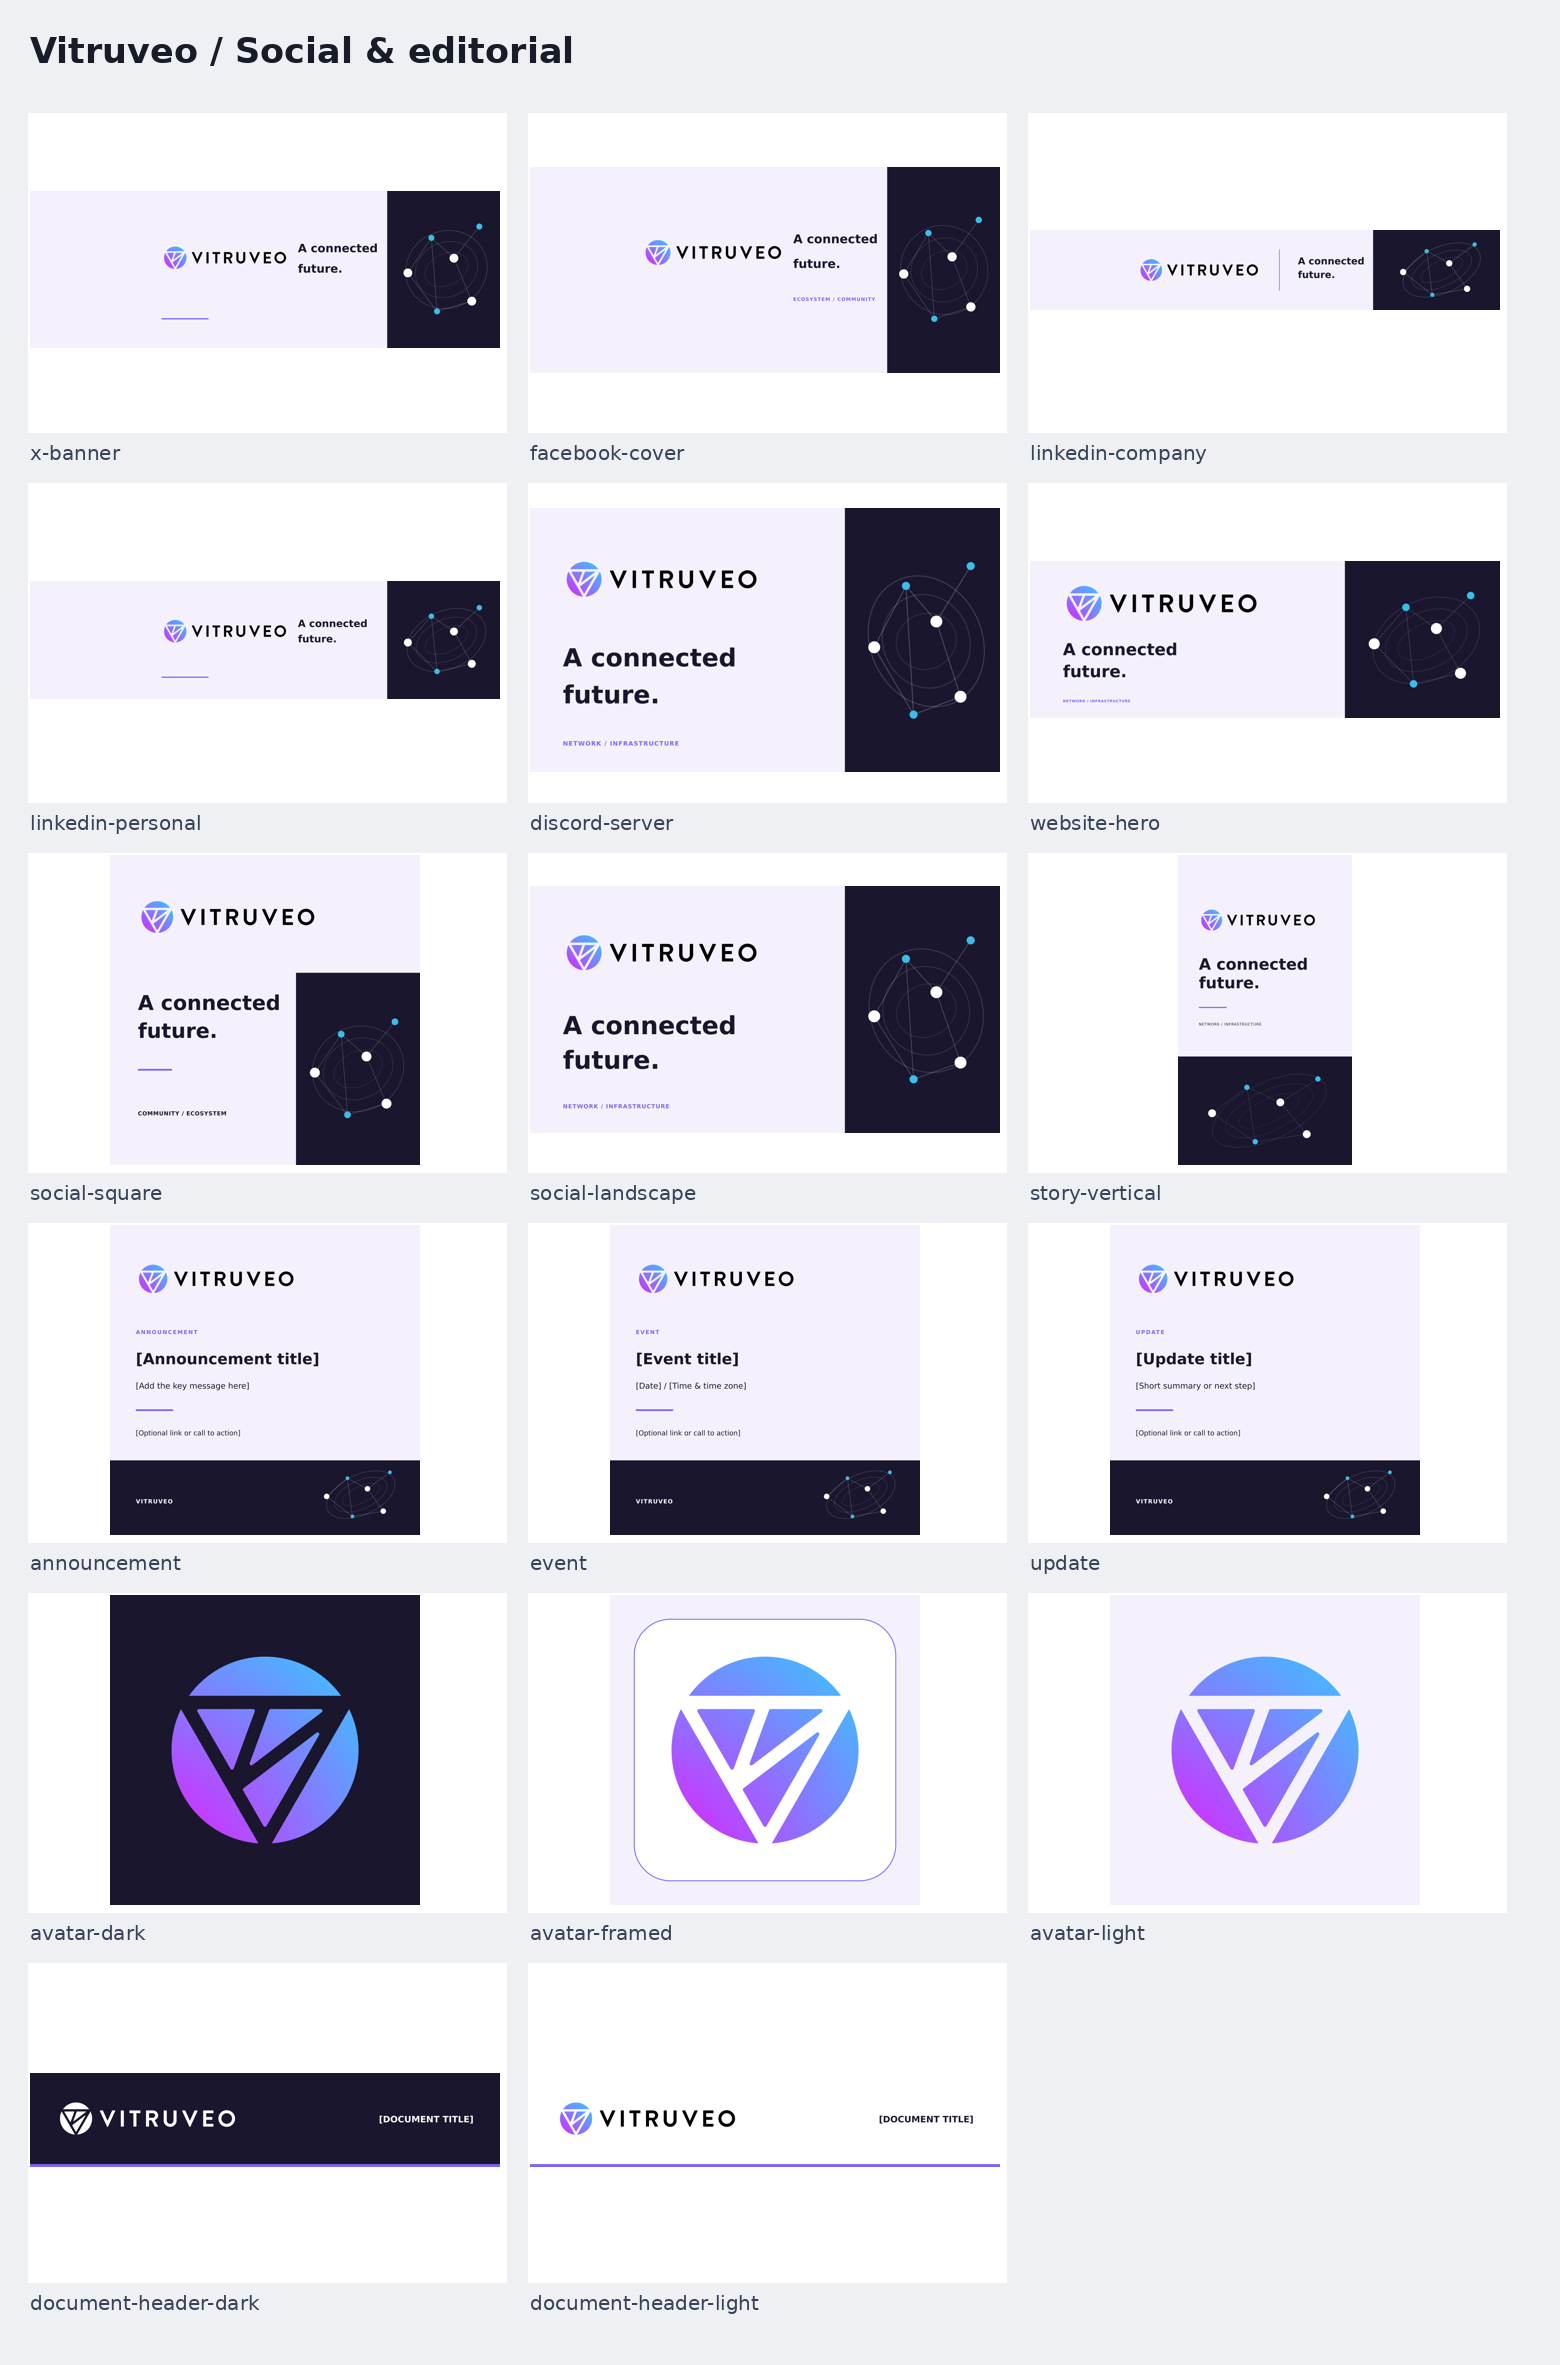 Vitruveo / Social & editorial
VITRUVEO
A connected
future.
x-banner
VITRUVEO
A connected
future.
ECOSYSTEM / COMMUNITY
facebook-cover
VITRUVEO
A connected
future.
linkedin-company
VITRUVEO
A connected
future.
linkedin-personal
VITRUVEO
A connected
future.
NETWORK / INFRASTRUCTURE
discord-server
VITRUVEO
A connected
future.
NETWORK / INFRASTRUCTURE
website-hero
VITRUVEO
A connected
future.
COMMUNITY / ECOSYSTEM
social-square
VITRUVEO
A connected
future.
NETWORK / INFRASTRUCTURE
social-landscape
VITRUVEO
A connected
future.
NETWORK / INFRASTRUCTURE
story-vertical
VITRUVEO
ANNOUNCEMENT
[Announcement title]
[Add the key message here]
[Optional link or call to action]
VITRUVEO
announcement
VITRUVEO
EVENT
[Event title]
[Date] / [Time & time zone]
[Optional link or call to action]
VITRUVEO
event
VITRUVEO
UPDATE
[Update title]
[Short summary or next step]
[Optional link or call to action]
VITRUVEO
update
avatar-dark
avatar-framed
avatar-light
VITRUVEO
[DOCUMENT TITLE]
document-header-dark
VITRUVEO
[DOCUMENT TITLE]
document-header-light